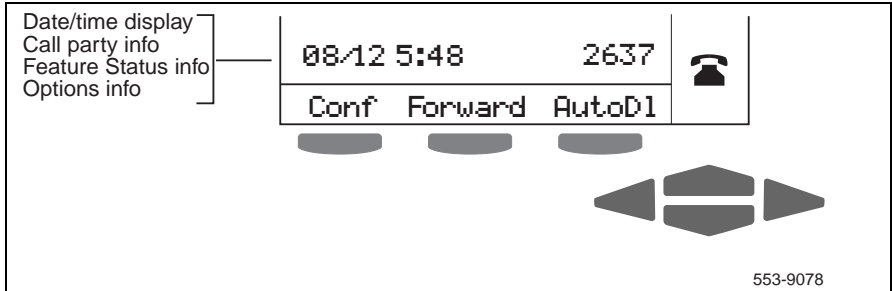 Date/time display
Call party info
Feature Status info
Options info
08/12 5:48 2637
Conf Forward AutoDl
553-9078